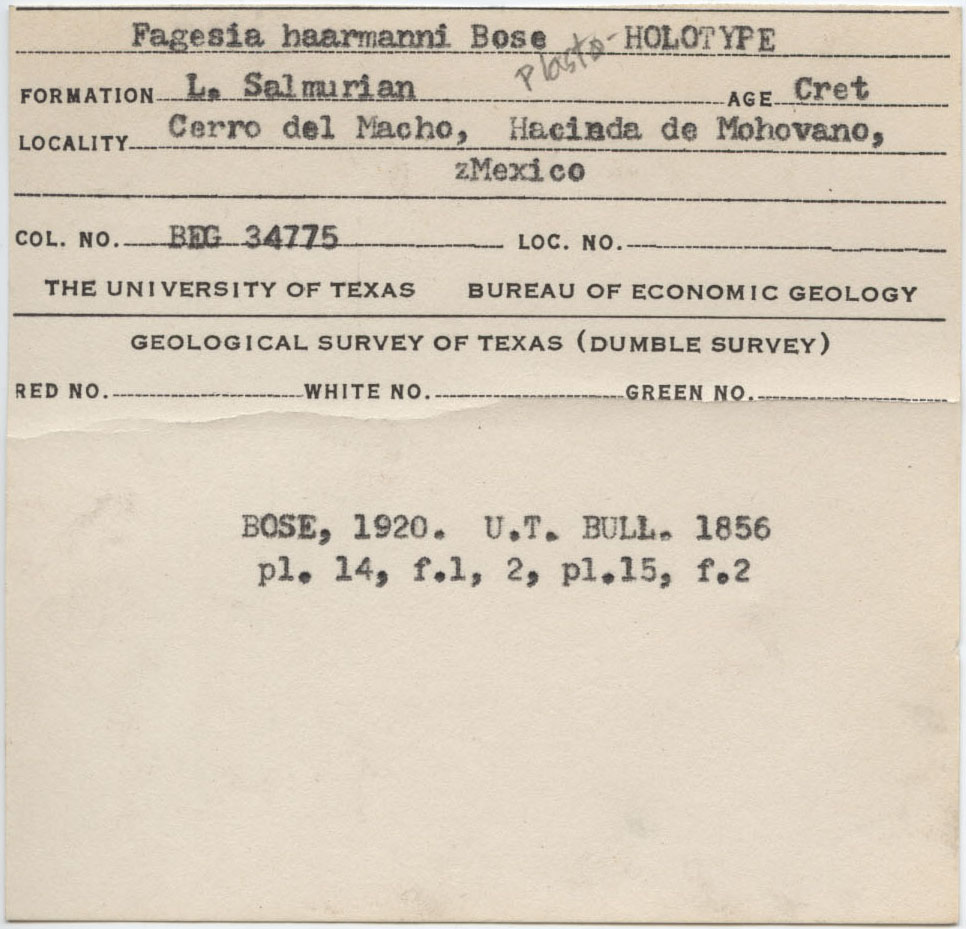 Fagesia haarmanni Bose plasto- HOLOTYPE
FORMATION L. Salmurian AGE Cret
LOCALITY Cerro del Macho, Hacinda de Mohovano,
zMexico
COL. NO. BEG 34775 LOC. NO.
THE UNIVERSITY OF TEXAS BUREAU OF ECONOMIC GEOLOGY
GEOLOGICAL SURVEY OF TEXAS (DUMBLE SURVEY)
RED NO. WHITE NO. GREEN NO.
BOSE, 1920. U.T. BULL. 1856
pl. 14, f.1, 2, pl.15, f.2